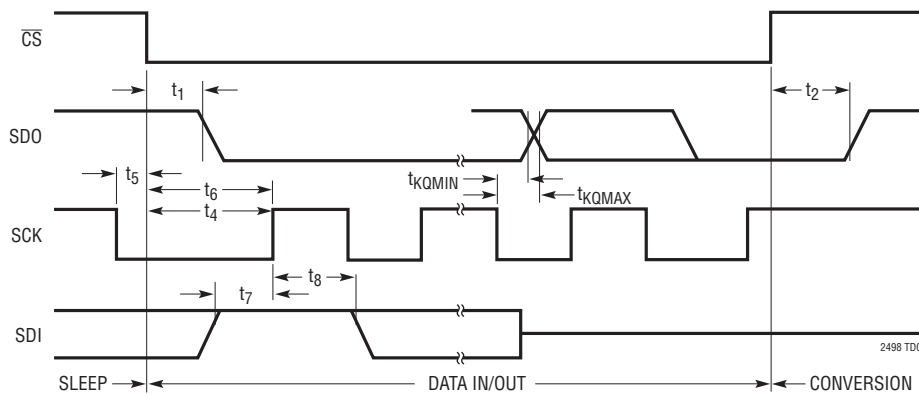 CS
t1
t2
SDO
t5
t6
tKQMIN
t4
tKQMAX
SCK
t7
t8
SDI
2498 TD0
SLEEP
DATA IN/OUT
CONVERSION